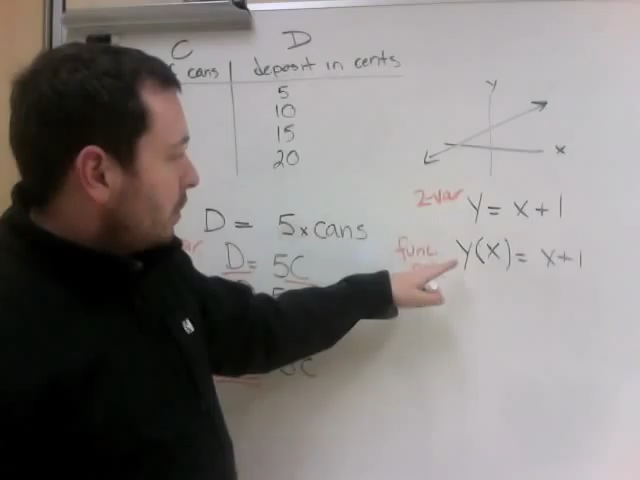 C D
cans deposit in cents
5
10
15
20
D = 5 x cans
D = 5C
y
x
2-var y = x + 1
func y(x) = x + 1